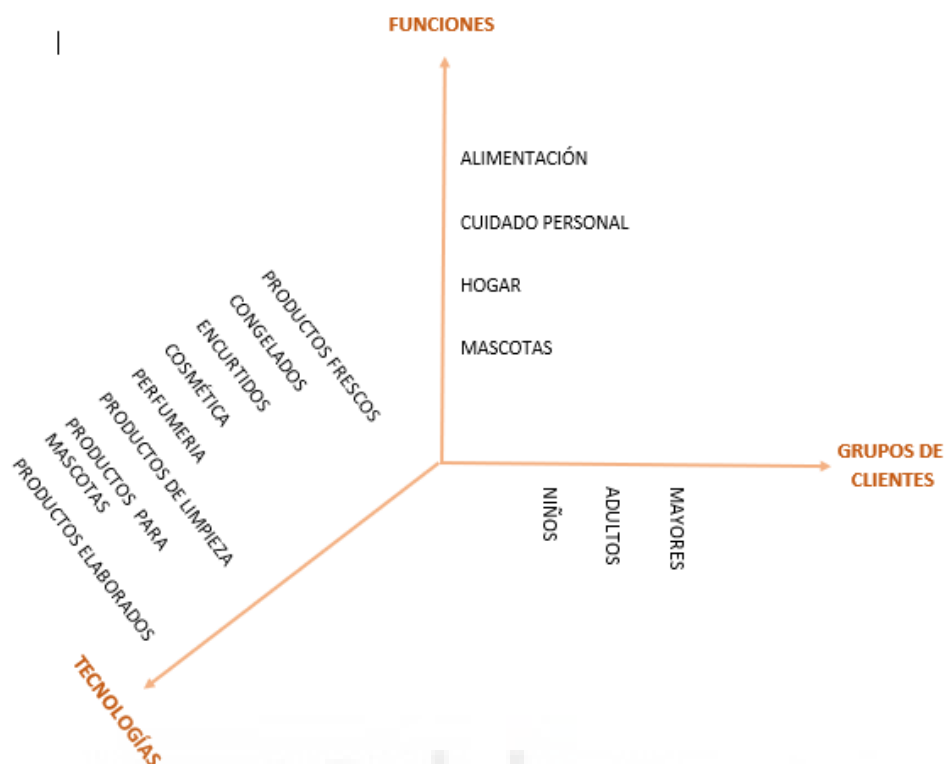 FUNCIONES
ALIMENTACIÓN
CUIDADO PERSONAL
HOGAR
MASCOTAS
PRODUCTOS FRESCOS
CONGELADOS
ENCURTIDOS
COSMÉTICA
PERFUMERIA
PRODUCTOS DE LIMPIEZA
PRODUCTOS PARA
MASCOTAS
PRODUCTOS ELABORADOS
TECNOLOGÍAS
GRUPOS DE
CLIENTES
NIÑOS
ADULTOS
MAYORES